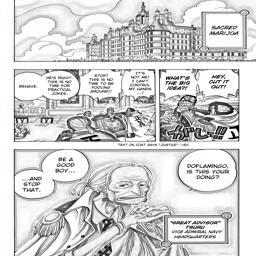 SACRED
MARIJOA
BEHAVE.
HE'S RIGHT.
THIS IS NO
TIME FOR
PRACTICAL
JOKES.
STOP!
THIS IS
NO TIME
TO BE
FOOLING
AROUND!!
IT'S NOT
ME! I CAN'T
CONTROL
MY HANDS
WHAT'S
THE BIG
IDEA?!
HEY,
CUT IT
OUT!
TEXT ON COAT SAYS "JUSTICE" -ED.
BE A
GOOD
BOY...
...AND
STOP
THAT.
DOFLAMINGO,
IS THIS YOUR
DOING?
"GREAT ADVISOR"
TSURU
VICE ADMIRAL NAVY
HEADQUARTERS